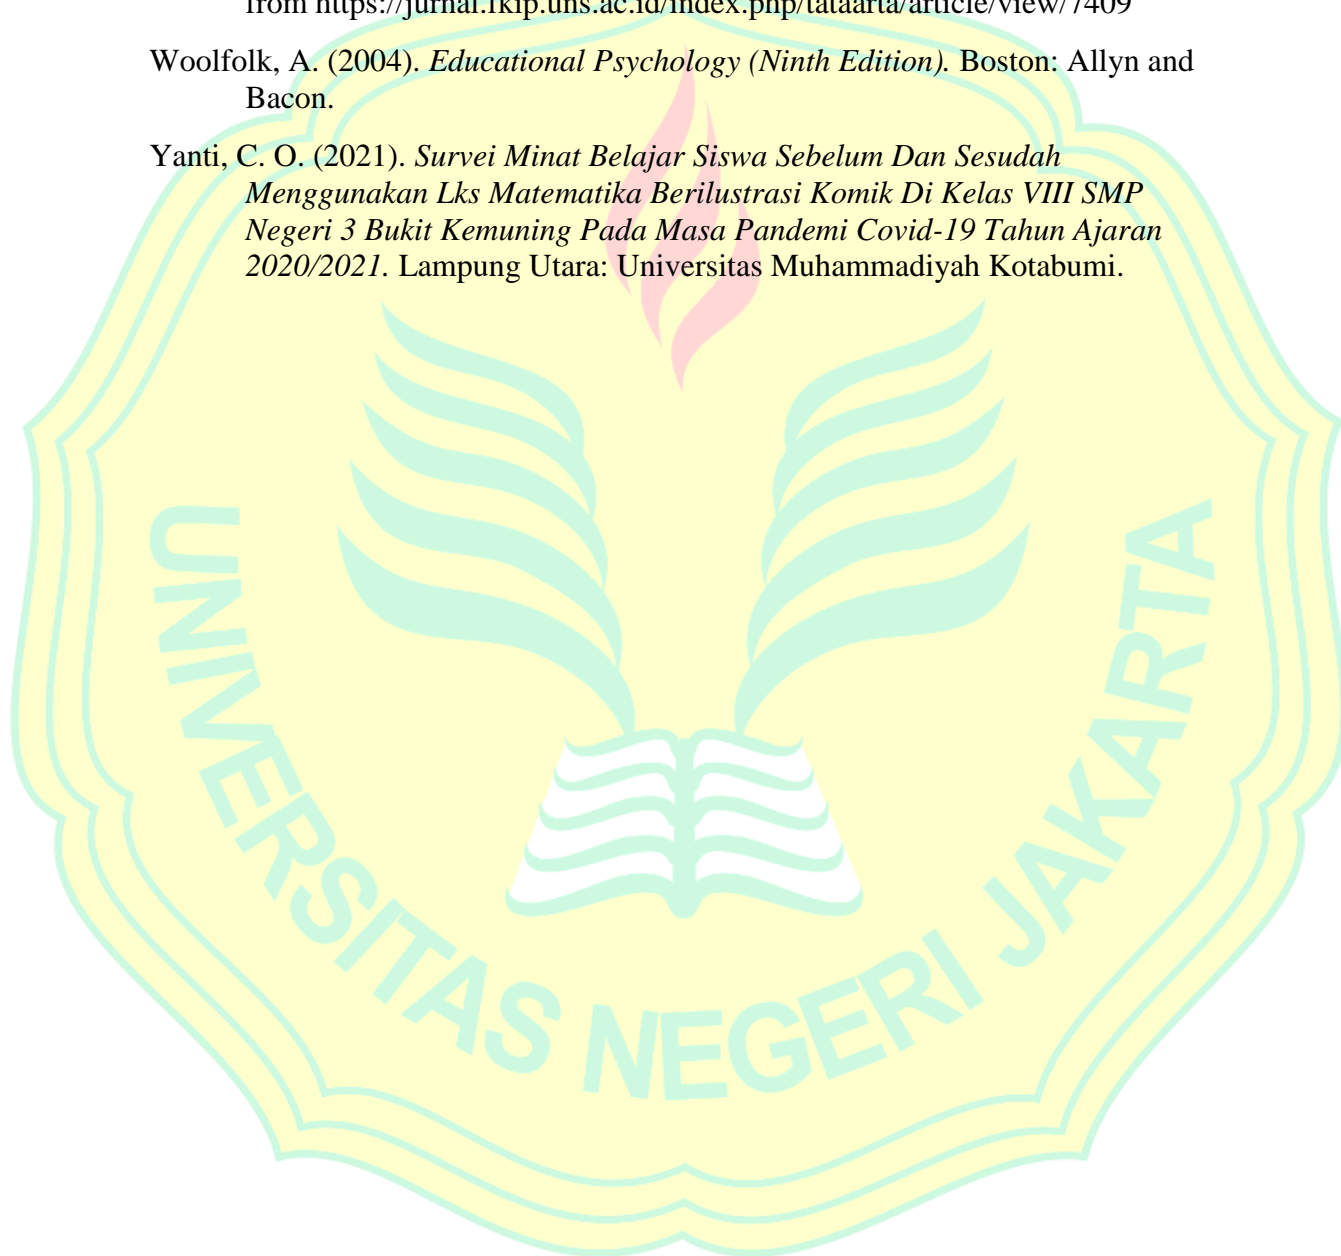 from https://jurnal.fkip.uns.ac.id/index.php/tataarta/article/view/7409
Woolfolk, A. (2004). Educational Psychology (Ninth Edition). Boston: Allyn and
Bacon.
Yanti, C. O. (2021). Survei Minat Belajar Siswa Sebelum Dan Sesudah
Menggunakan Lks Matematika Berilustrasi Komik Di Kelas VIII SMP
Negeri 3 Bukit Kemuning Pada Masa Pandemi Covid-19 Tahun Ajaran
2020/2021. Lampung Utara: Universitas Muhammadiyah Kotabumi.
UNIVERSITAS NEGERI JAKARTA